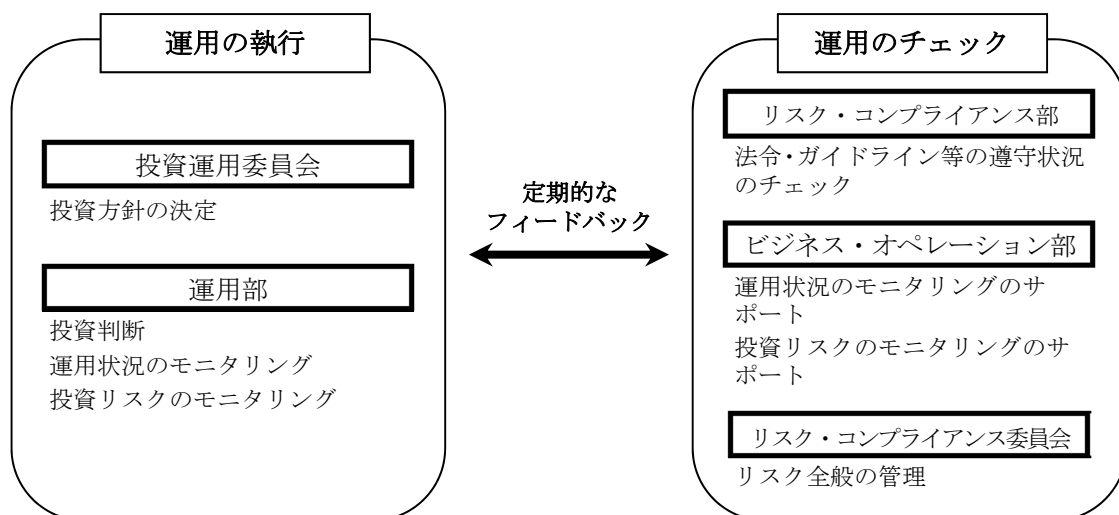 運用の執行
投資運用委員会
投資方針の決定
運用部
投資判断
運用状況のモニタリング
投資リスクのモニタリング
定期的な
フィードバック
運用のチェック
リスク・コンプライアンス部
法令・ガイドライン等の遵守状況
のチェック
ビジネス・オペレーション部
運用状況のモニタリングのサ
ポート
投資リスクのモニタリングのサ
ポート
リスク・コンプライアンス委員会
リスク全般の管理